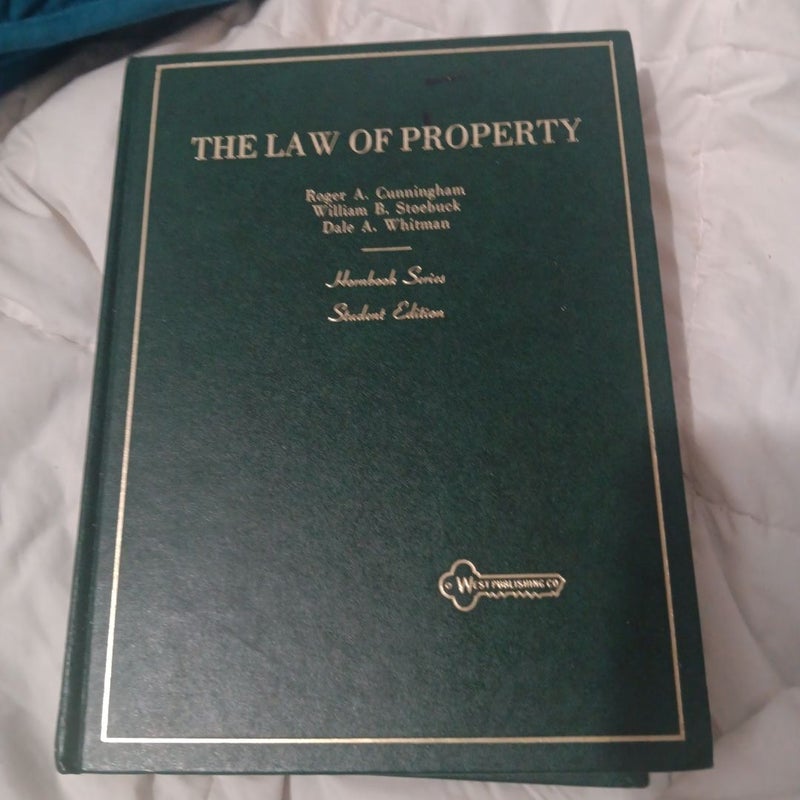 THE LAW OF PROPERTY
Roger A. Cunningham
William B. Stoebuck
Dale A. Whitman
Hornbook Series
Student Edition
WEST PUBLISHING CO